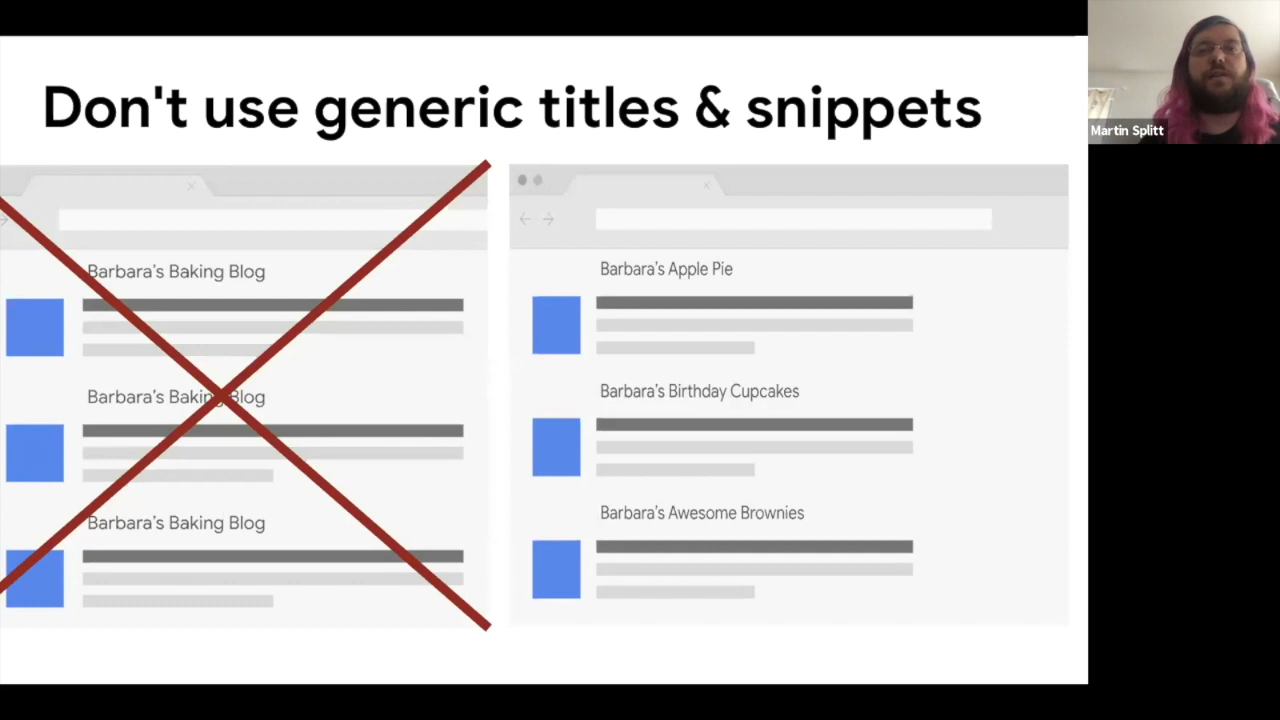 Don't use generic titles & snippets
Martin Splitt
Barbara's Baking Blog
Barbara's Baking Blog
Barbara's Baking Blog
Barbara's Apple Pie
Barbara's Birthday Cupcakes
Barbara's Awesome Brownies